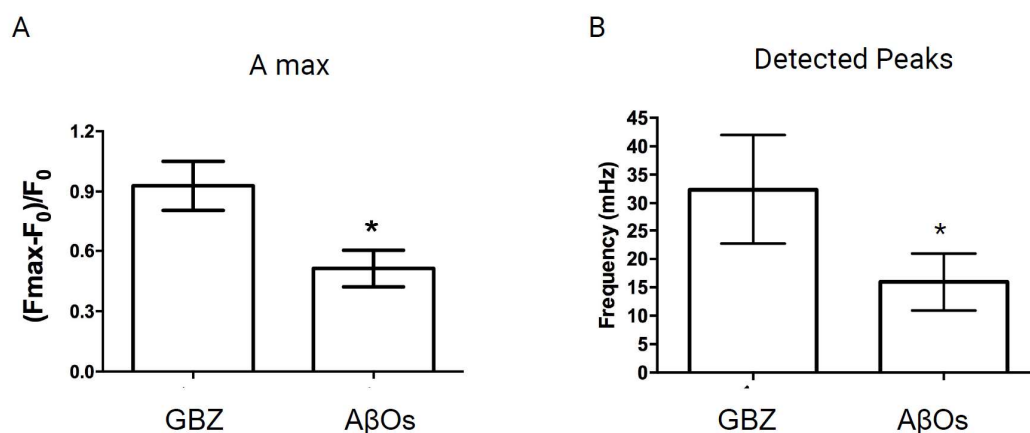 A
A max
(Fmax-F0)/F0
1.2
0.9
0.6
0.3
0.0
*
GBZ
AβOs
B
Detected Peaks
Frequency (mHz)
45
40
35
30
25
20
15
10
5
0
*
GBZ
AβOs